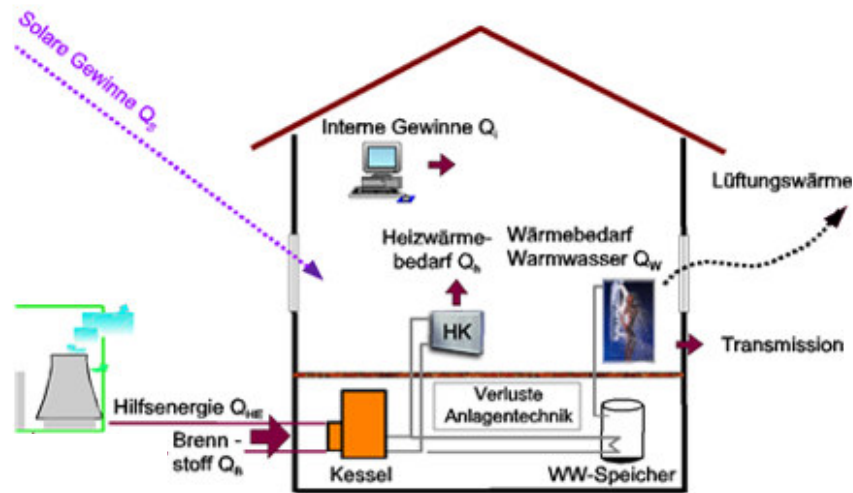 Solare Gewinne Qs
Interne Gewinne Qi
Lüftungswärme
Heizwärme-
bedarf Qh
Wärmebedarf
Warmwasser QW
HK
Transmission
Hilfsenergie QHE
Verluste
Anlagentechnik
Brenn -
stoff Qh
Kessel
WW-Speicher